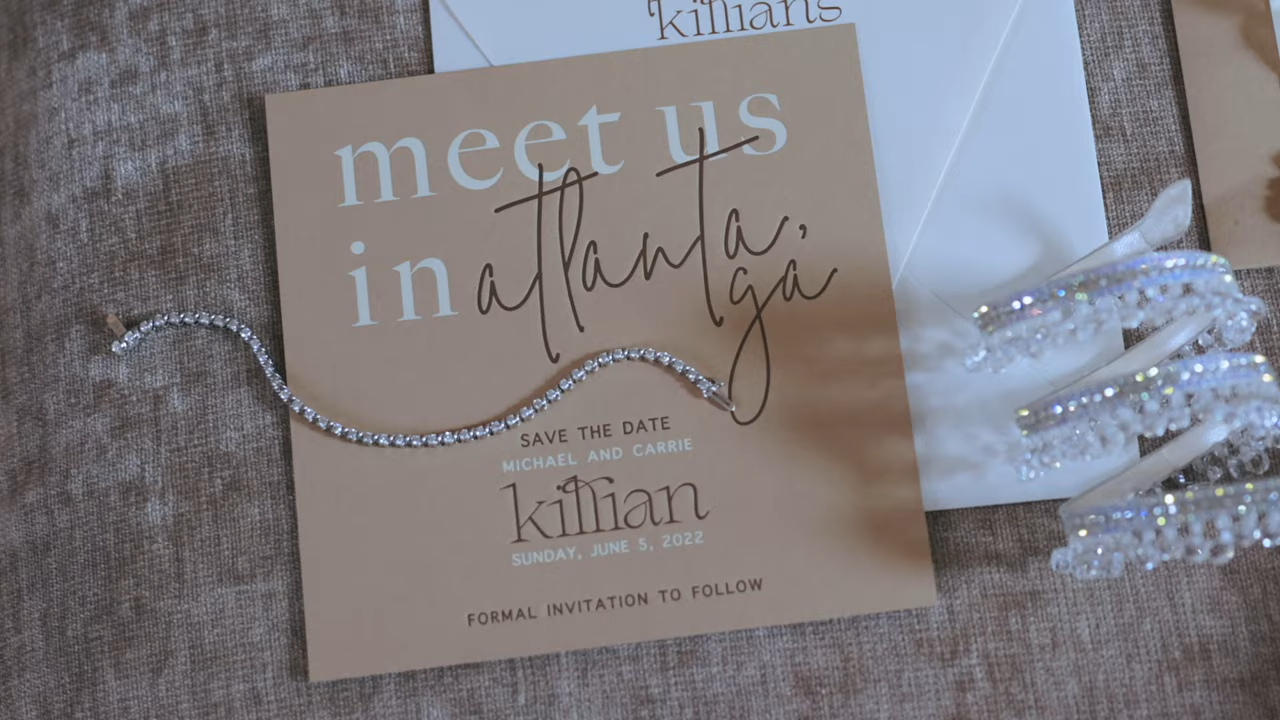 killians
meet us
in atlanta,
ga
SAVE THE DATE
MICHAEL AND CARRIE
killian
SUNDAY, JUNE 5, 2022
FORMAL INVITATION TO FOLLOW